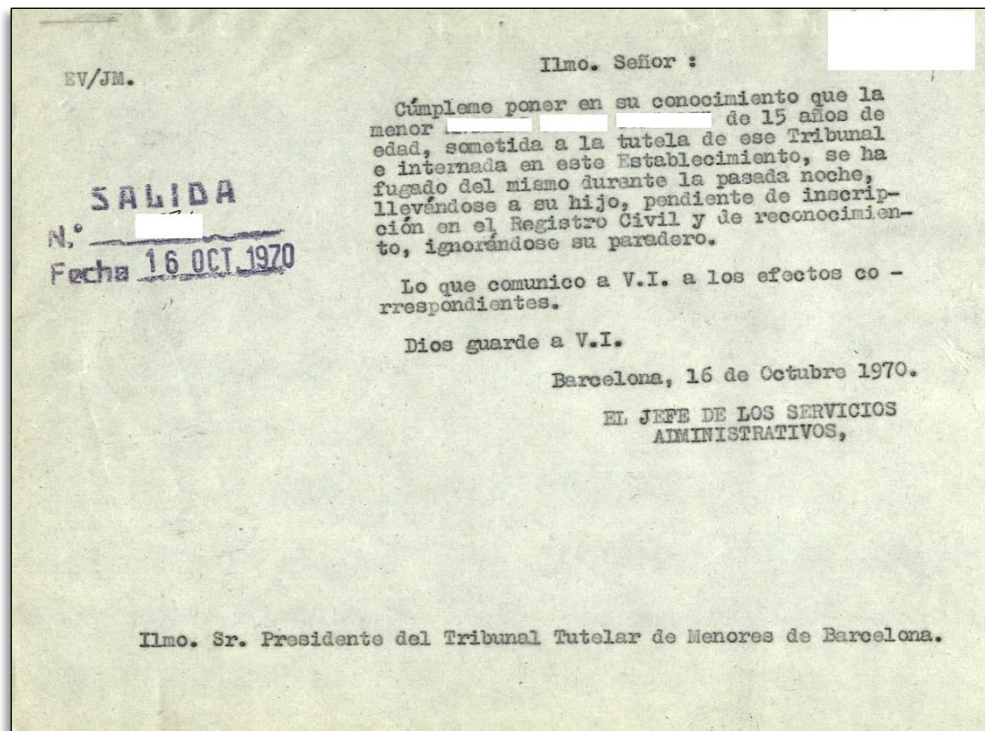 Ilmo. Señor :
EV/JM.
Cúmpleme poner en su conocimiento que la
menor de 15 años de
edad, sometida a la tutela de ese Tribunal
e internada en este Establecimiento, se ha
fugado del mismo durante la pasada noche,
llevándose a su hijo, pendiente de inscrip-
ción en el Registro Civil y de reconocimien-
to, ignorándose su paradero.
SALIDA
N.º
Fecha 16 OCT 1970
Lo que comunico a V.I. a los efectos co -
rrespondientes.
Dios guarde a V.I.
Barcelona, 16 de Octubre 1970.
EL JEFE DE LOS SERVICIOS
ADMINISTRATIVOS,
Ilmo. Sr. Presidente del Tribunal Tutelar de Menores de Barcelona.